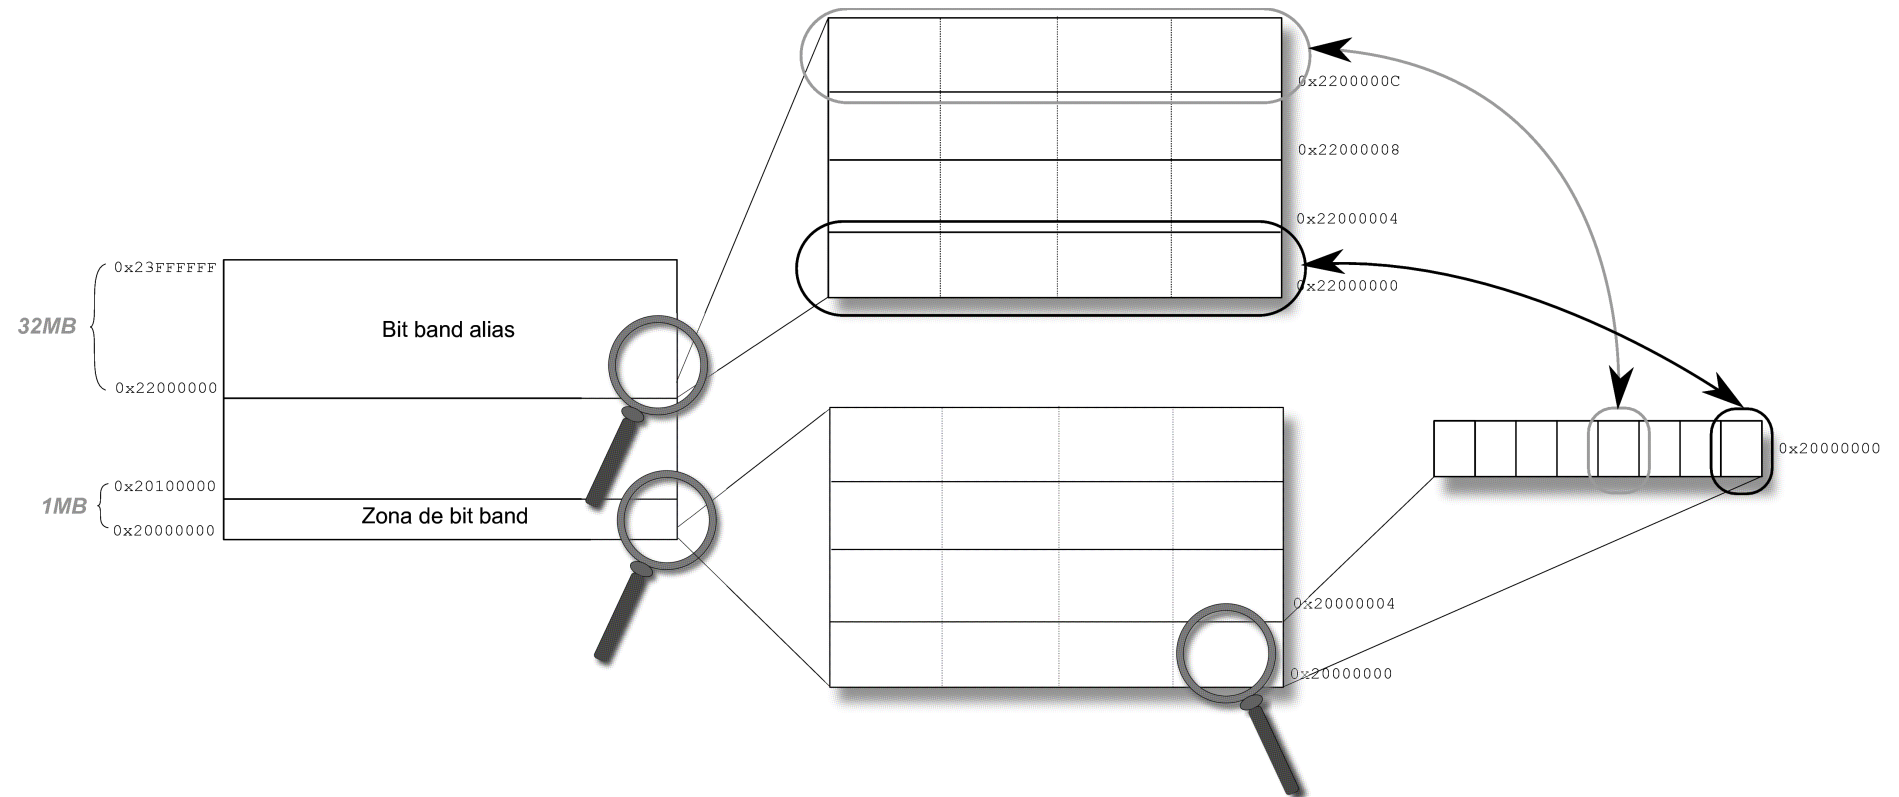 0x2200000C
0x22000008
0x22000004
0x22000000
0x23FFFFFF
32MB
Bit band alias
0x22000000
0x20100000
1MB
Zona de bit band
0x20000000
0x20000000
0x20000004
0x20000000